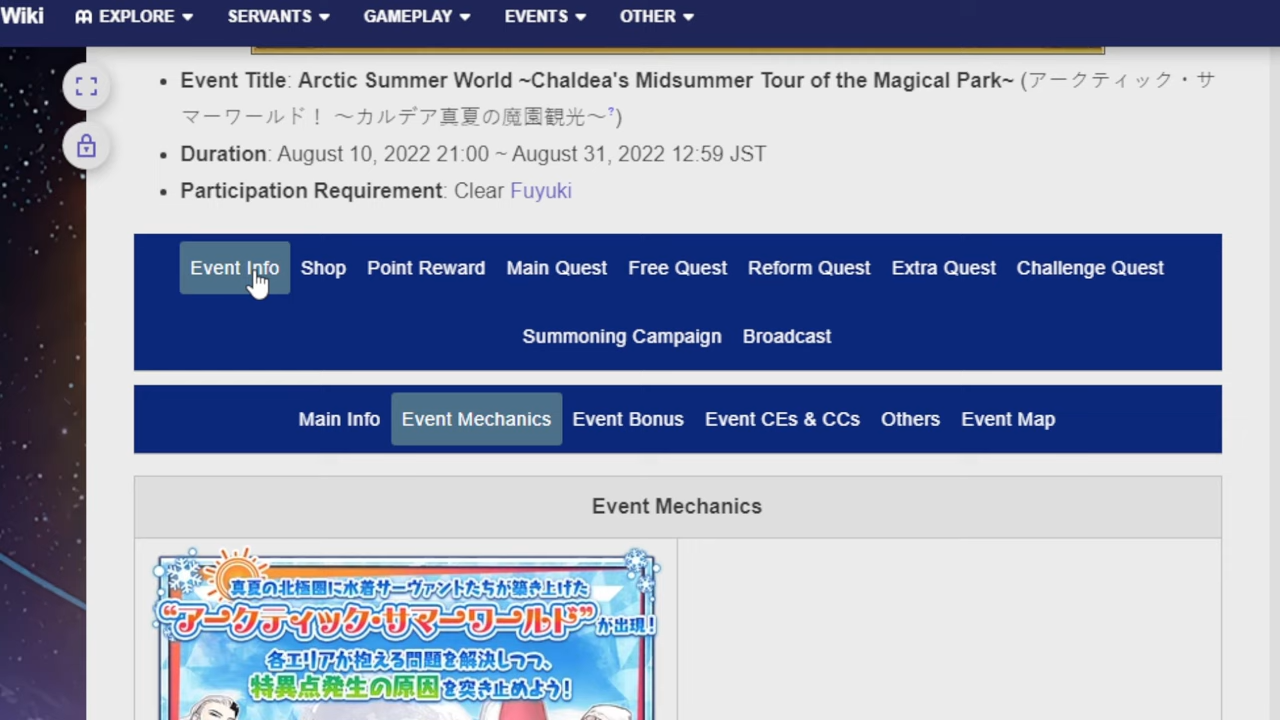 Wiki EXPLORE SERVANTS GAMEPLAY EVENTS OTHER
Event Title: Arctic Summer World ~Chaldea's Midsummer Tour of the Magical Park~ (アークティック・サ
マーワールド！ ～カルデア真夏の魔園観光～?)
Duration: August 10, 2022 21:00 ~ August 31, 2022 12:59 JST
Participation Requirement: Clear Fuyuki
Event Info Shop Point Reward Main Quest Free Quest Reform Quest Extra Quest Challenge Quest
Summoning Campaign Broadcast
Main Info Event Mechanics Event Bonus Event CEs & CCs Others Event Map
Event Mechanics
真夏の北極圏に水着サーヴァントたちが築き上げた
“アークティック・サマーワールド”が出現！
各エリアが抱える問題を解決しつつ、
特異点発生の原因を突き止めよう！